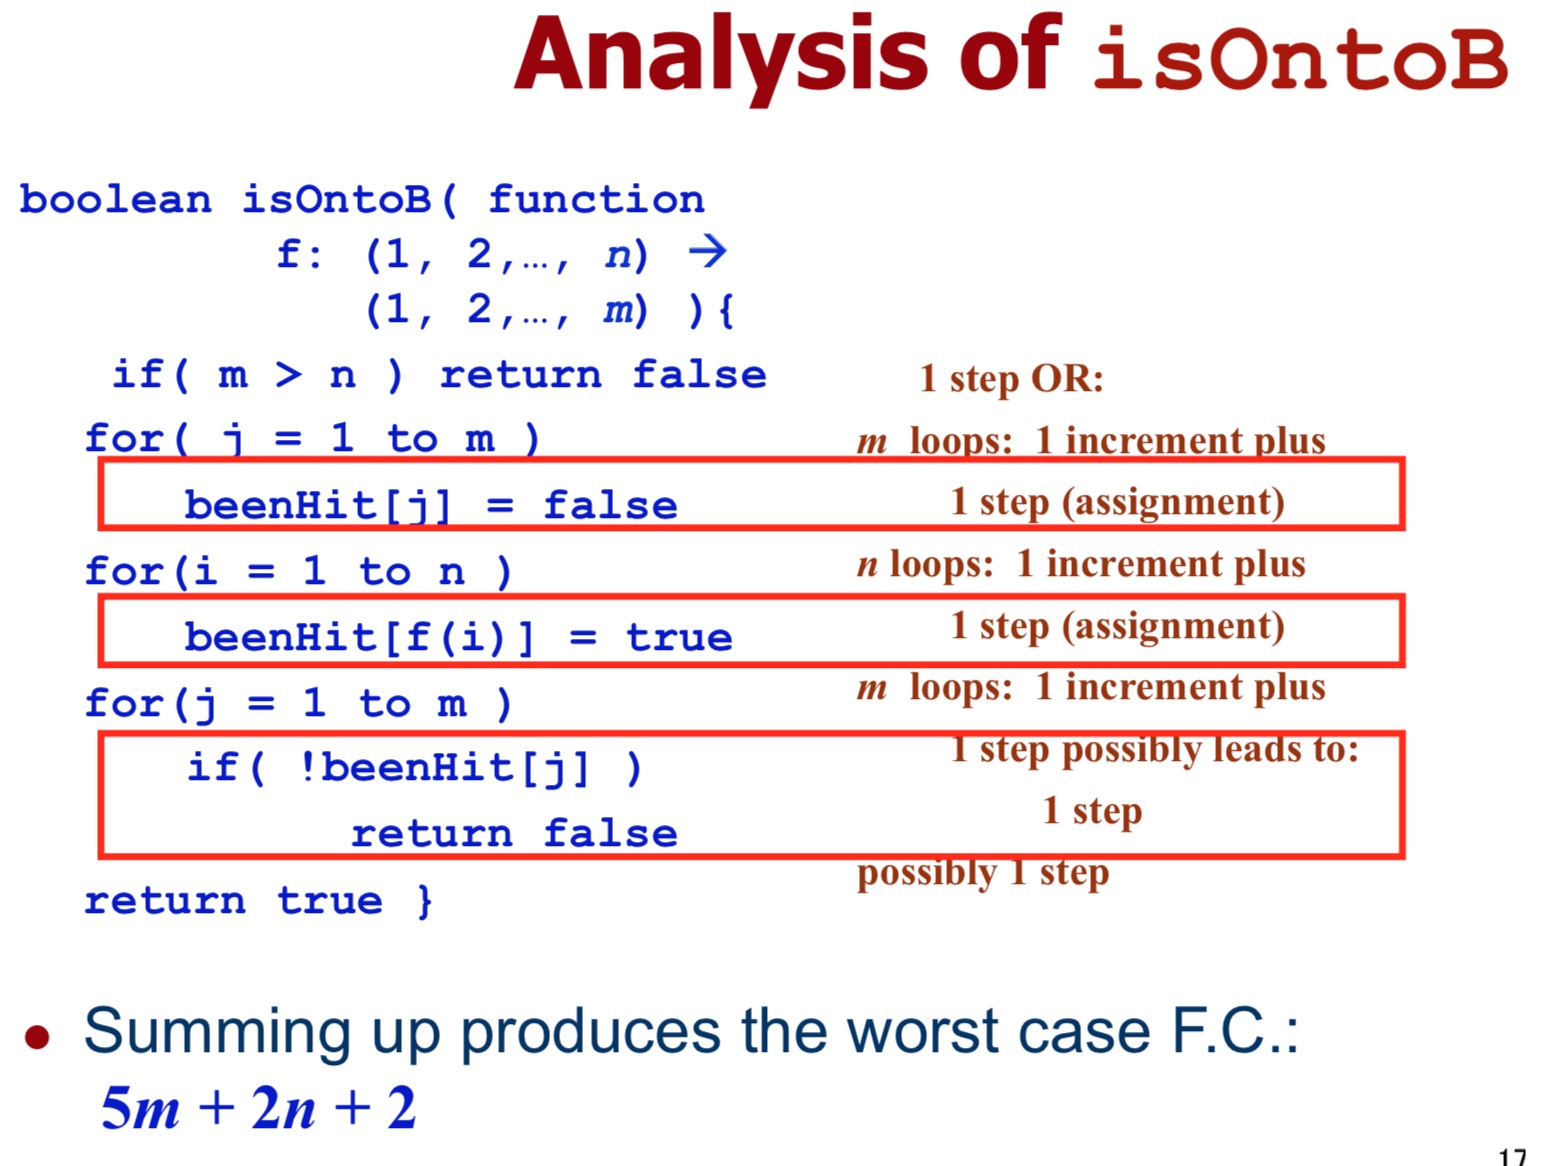 Analysis of isOntoB
boolean isOntoB( function
f: (1, 2,…, n) →
(1, 2,…, m) ){
if( m > n ) return false
1 step OR:
for( j = 1 to m )
m loops: 1 increment plus
beenHit[j] = false
1 step (assignment)
for(i = 1 to n )
n loops: 1 increment plus
beenHit[f(i)] = true
1 step (assignment)
for(j = 1 to m )
m loops: 1 increment plus
if( !beenHit[j] )
1 step possibly leads to:
return false
1 step
return true }
possibly 1 step
• Summing up produces the worst case F.C.:
5m + 2n + 2
17